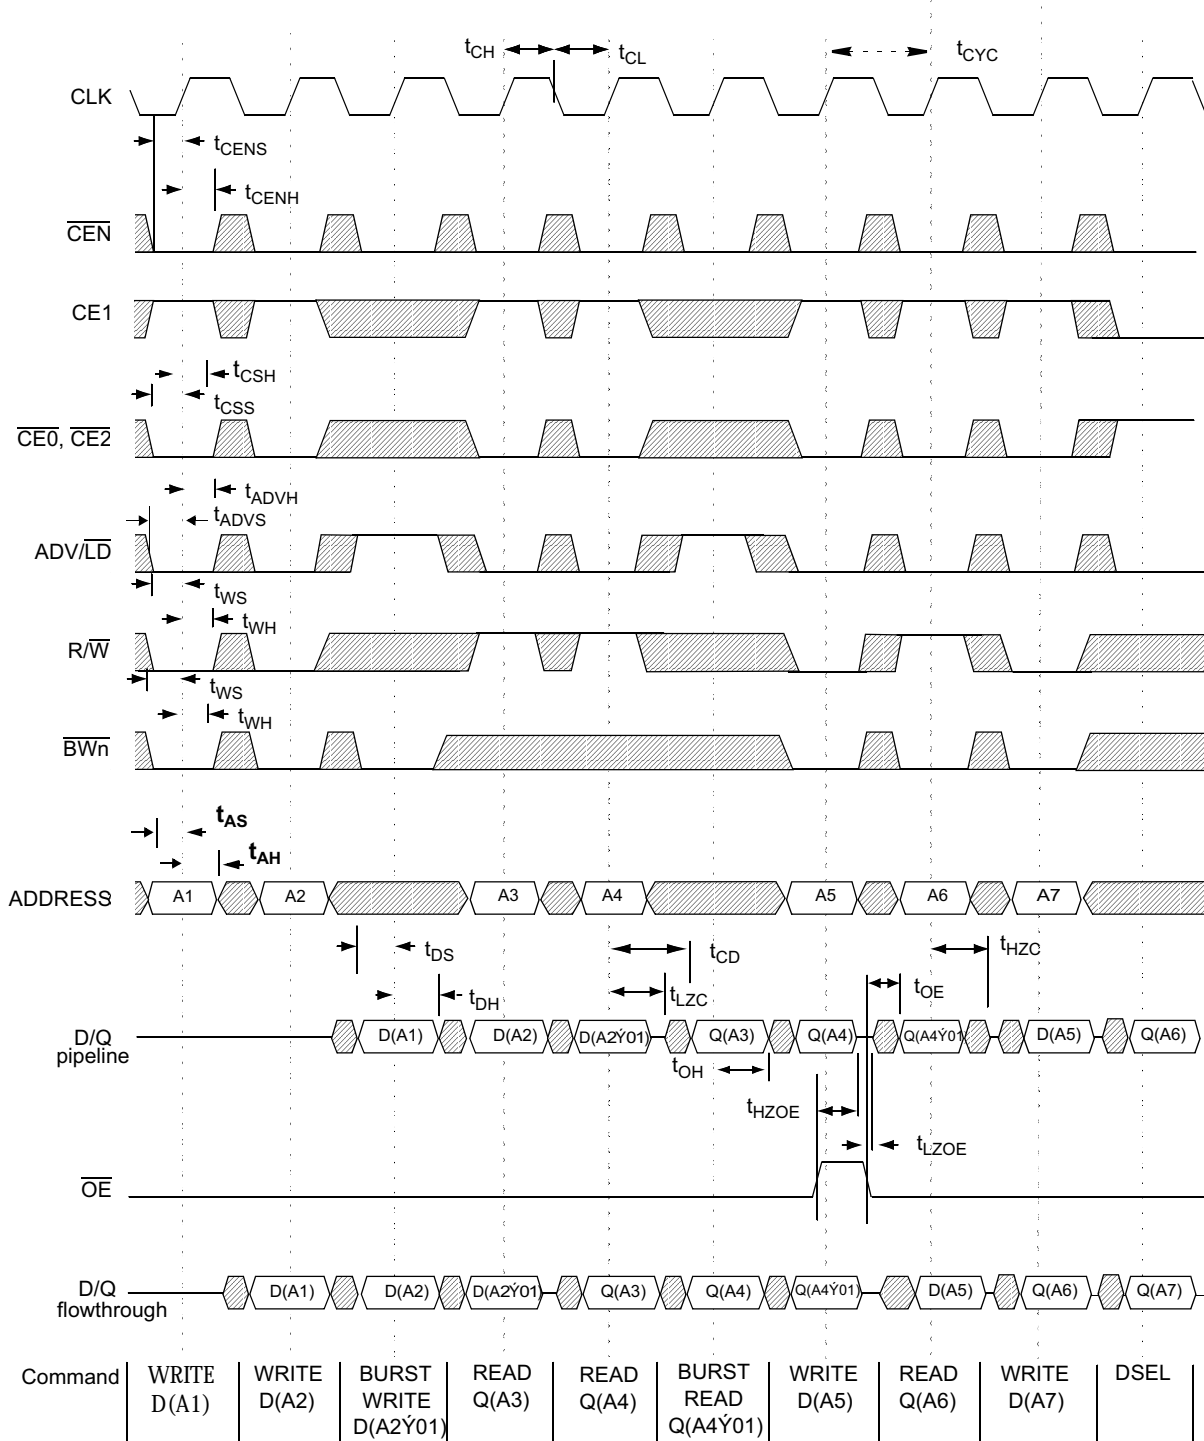 tCH tCL tCYC
CLK
tCENS
tCENH
CEN
CE1
tCSH
tCSS
CE0, CE2
tADVH
tADVS
ADV/LD
tWS
tWH
R/W
tWS
tWH
BWn
tAS
tAH
ADDRESS A1 A2 A3 A4 A5 A6 A7
tDS tCD tHZC
tDH tLZC tOE
D/Q pipeline D(A1) D(A2) D(A2Ý01) Q(A3) Q(A4) Q(A4Ý01 D(A5) Q(A6)
tOH
tHZOE
tLZOE
OE
D/Q flowthrough D(A1) D(A2) D(A2Ý01) Q(A3) Q(A4) Q(A4Ý01) D(A5) Q(A6) Q(A7)
Command WRITE WRITE BURST READ READ BURST WRITE READ WRITE DSEL
D(A1) D(A2) WRITE Q(A3) Q(A4) READ D(A5) Q(A6) D(A7)
D(A2Ý01) Q(A4Ý01)